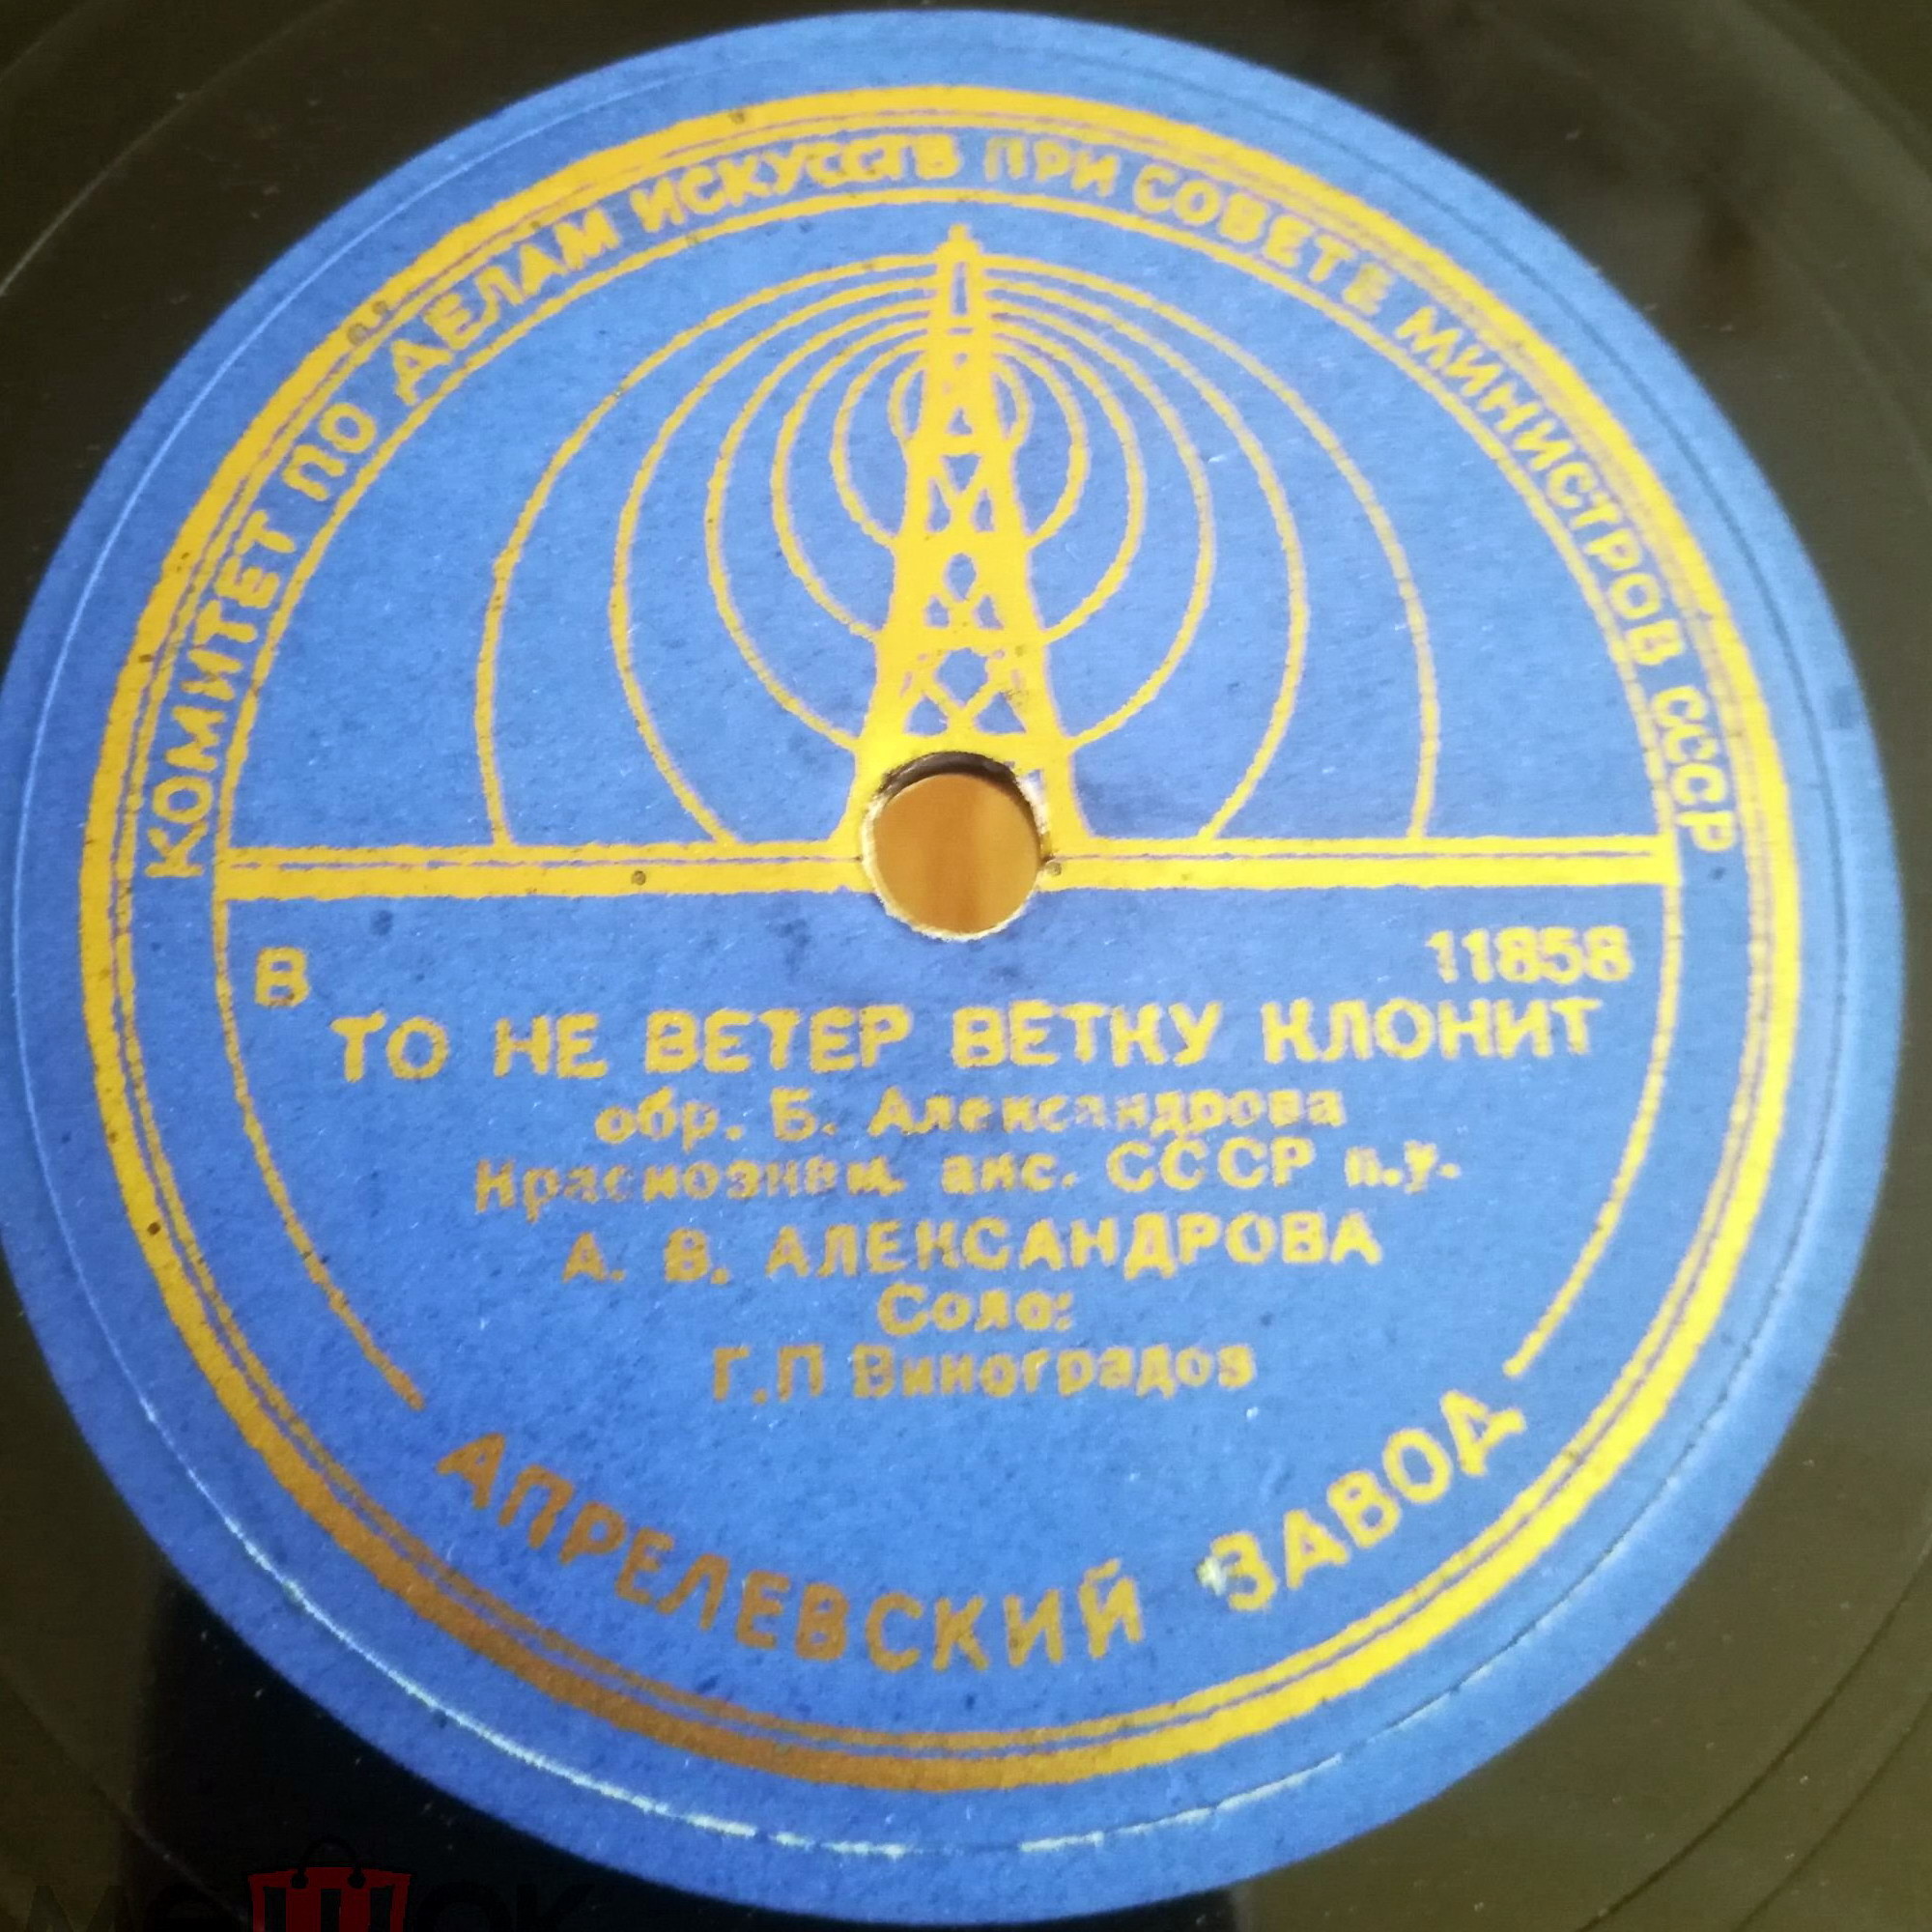 КОМИТЕТ ПО ДЕЛАМ ИСКУССТВ ПРИ СОВЕТЕ МИНИСТРОВ СССР
В 11858
ТО НЕ ВЕТЕР ВЕТКУ КЛОНИТ
обр. Б. Александрова
Краснознам. анс. СССР п.у.
А. В. АЛЕКСАНДРОВА
Соло:
Г.П Виноградов
АПРЕЛЕВСКИЙ ЗАВОД
мешок